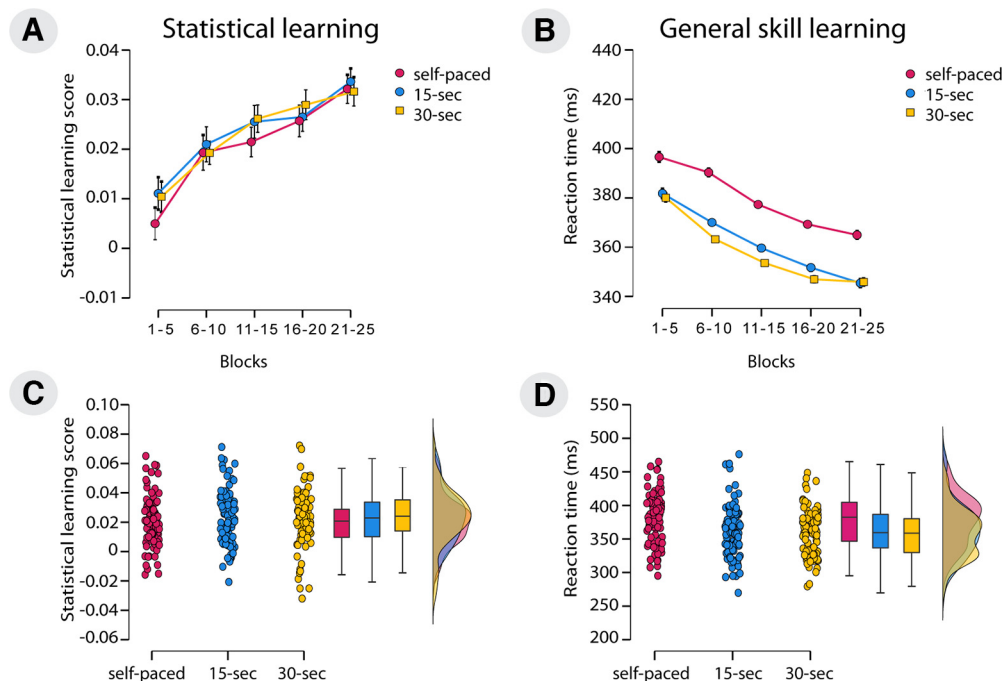 A
Statistical learning
Statistical learning score
0.04
0.03
0.02
0.01
0
-0.01
self-paced
15-sec
30-sec
1-5 6-10 11-15 16-20 21-25
Blocks
B
General skill learning
Reaction time (ms)
440
420
400
380
360
340
self-paced
15-sec
30-sec
1-5 6-10 11-15 16-20 21-25
Blocks
C
Statistical learning score
0.10
0.08
0.06
0.04
0.02
0
-0.02
-0.04
-0.06
self-paced 15-sec 30-sec
D
Reaction time (ms)
550
500
450
400
350
300
250
200
self-paced 15-sec 30-sec